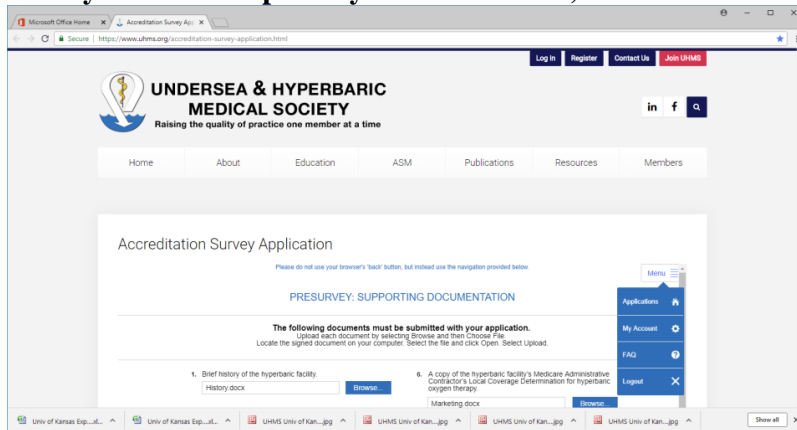 Microsoft Office Home
Accreditation Survey App
Secure
https://www.uhms.org/accreditation-survey-application.html
Log in
Register
Contact Us
Join UHMS
UNDERSEA & HYPERBARIC
MEDICAL SOCIETY
Raising the quality of practice one member at a time
in
f
Home
About
Education
ASM
Publications
Resources
Members
Accreditation Survey Application
Please do not use your browser's 'back' button, but instead use the navigation provided below.
Menu
PRESURVEY: SUPPORTING DOCUMENTATION
Applications
My Account
FAQ
Logout
The following documents must be submitted with your application.
Upload each document by selecting Browse and then Choose File.
Locate the signed document on your computer. Select the file and click Open. Select Upload.
1. Brief history of the hyperbaric facility.
History.docx
Browse...
6. A copy of the hyperbaric facility's Medicare Administrative
Contractor's Local Coverage Determination for hyperbaric
oxygen therapy.
Marketing.docx
Browse...
Univ of Kansas Exp....xl...
Univ of Kansas Exp....xl...
UHMS Univ of Kan....jpg
UHMS Univ of Kan....jpg
UHMS Univ of Kan....jpg
UHMS Univ of Kan....jpg
Show all